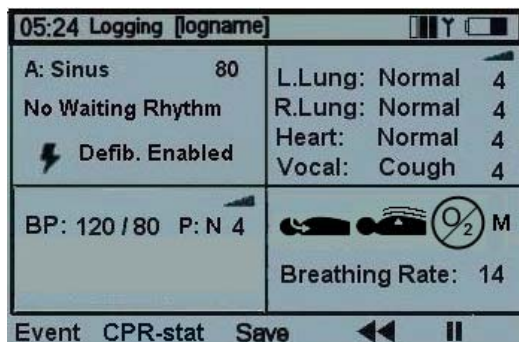 05:24 Logging [logname]
A: Sinus 80
No Waiting Rhythm
Defib. Enabled
L.Lung: Normal 4
R.Lung: Normal 4
Heart: Normal 4
Vocal: Cough 4
BP: 120 / 80 P: N 4
O2 M
Breathing Rate: 14
Event CPR-stat Save